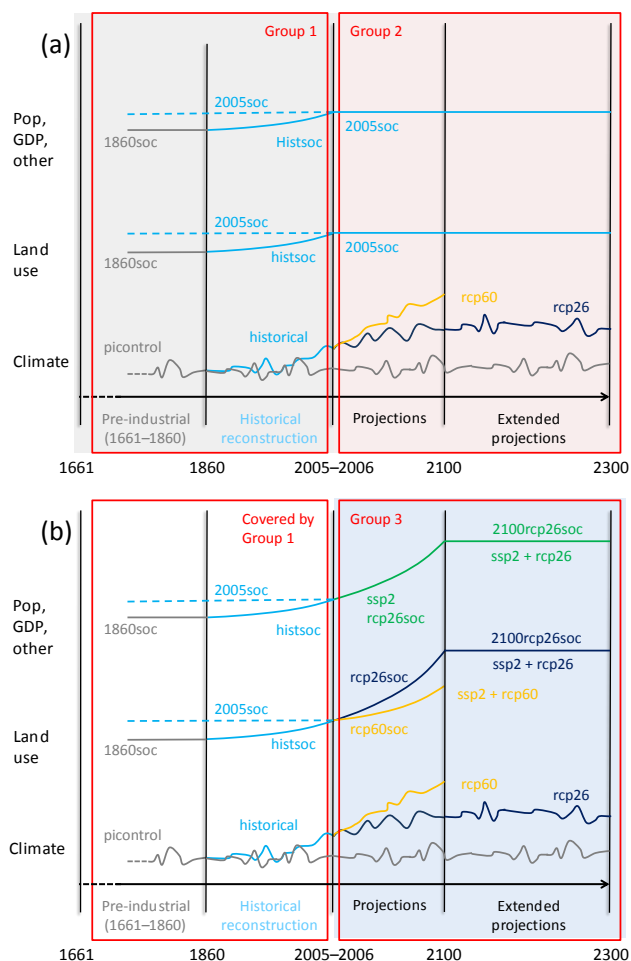 (a)
Group 1
Group 2
2005soc
Pop,
GDP,
other
1860soc
Histsoc
2005soc
2005soc
Land
use
1860soc
histsoc
2005soc
rcp60
rcp26
historical
picontrol
Climate
Pre-industrial
(1661–1860)
Historical
reconstruction
Projections
Extended
projections
1661
1860
2005–2006
2100
2300
(b)
Covered by
Group 1
Group 3
2100rcp26soc
ssp2 + rcp26
2005soc
Pop,
GDP,
other
1860soc
histsoc
ssp2
rcp26soc
2100rcp26soc
ssp2 + rcp26
rcp26soc
ssp2 + rcp60
2005soc
Land
use
1860soc
histsoc
rcp60soc
rcp60
rcp26
historical
picontrol
Climate
Pre-industrial
(1661–1860)
Historical
reconstruction
Projections
Extended
projections
1661
1860
2005–2006
2100
2300